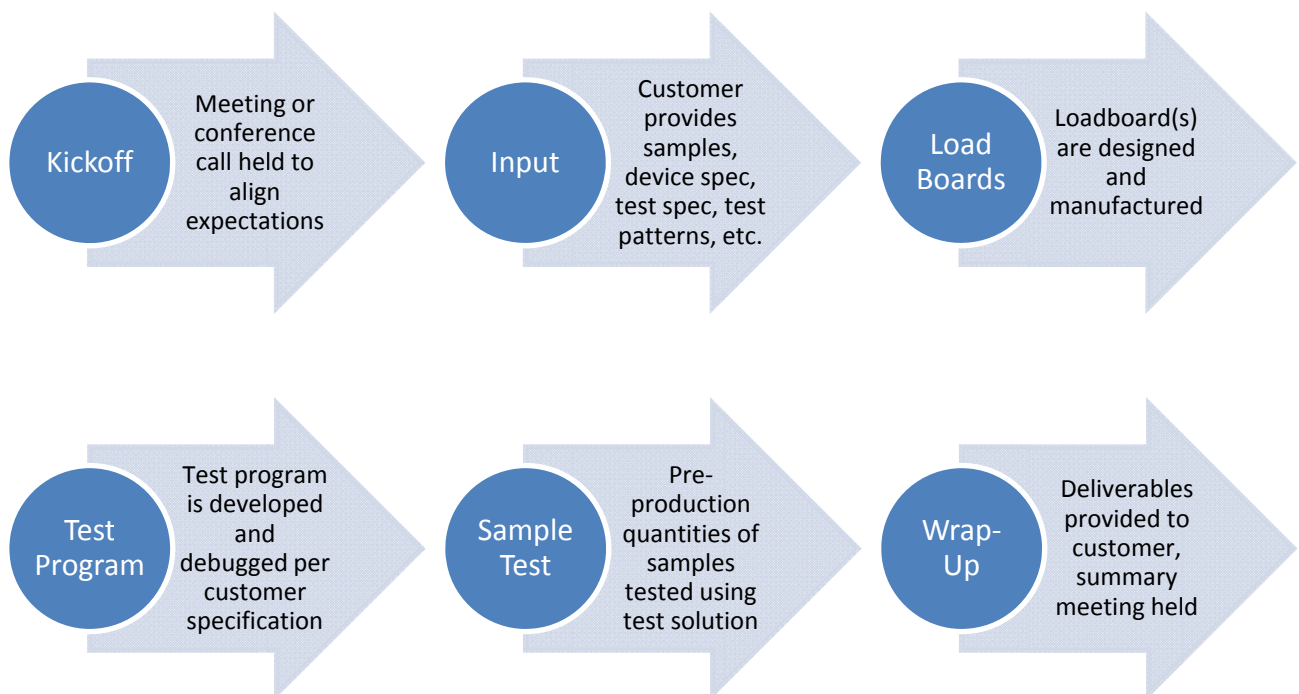 Kickoff
Meeting or
conference
call held to
align
expectations
Input
Customer
provides
samples,
device spec,
test spec, test
patterns, etc.
Load
Boards
Loadboard(s)
are designed
and
manufactured
Test
Program
Test program
is developed
and
debugged per
customer
specification
Sample
Test
Pre-
production
quantities of
samples
tested using
test solution
Wrap-
Up
Deliverables
provided to
customer,
summary
meeting held